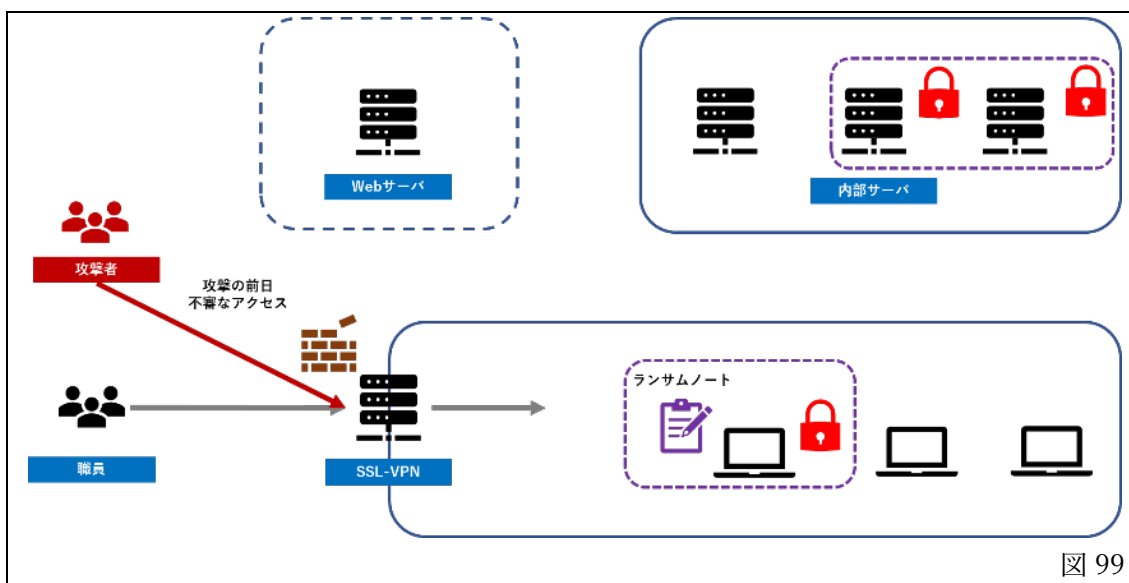 Webサーバ
内部サーバ
攻撃者
攻撃の前日
不審なアクセス
ランサムノート
職員
SSL-VPN
図 99